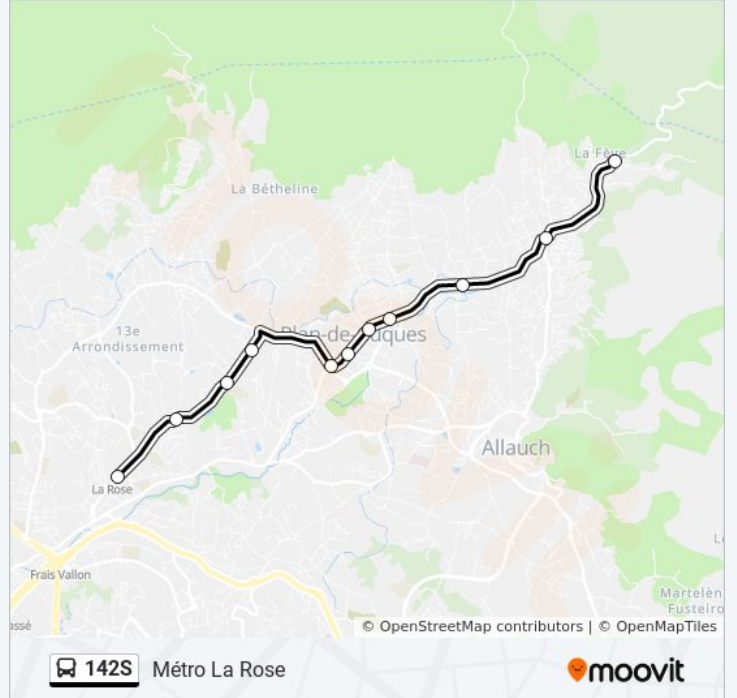 La Fève
La Bétheline
13e
Arrondissement
Plan-de-Cuques
Allauch
La Rose
Frais Vallon
Martelèn
Fusteiro
assé
© OpenStreetMap contributors | © OpenMapTiles
142S Métro La Rose
moovit